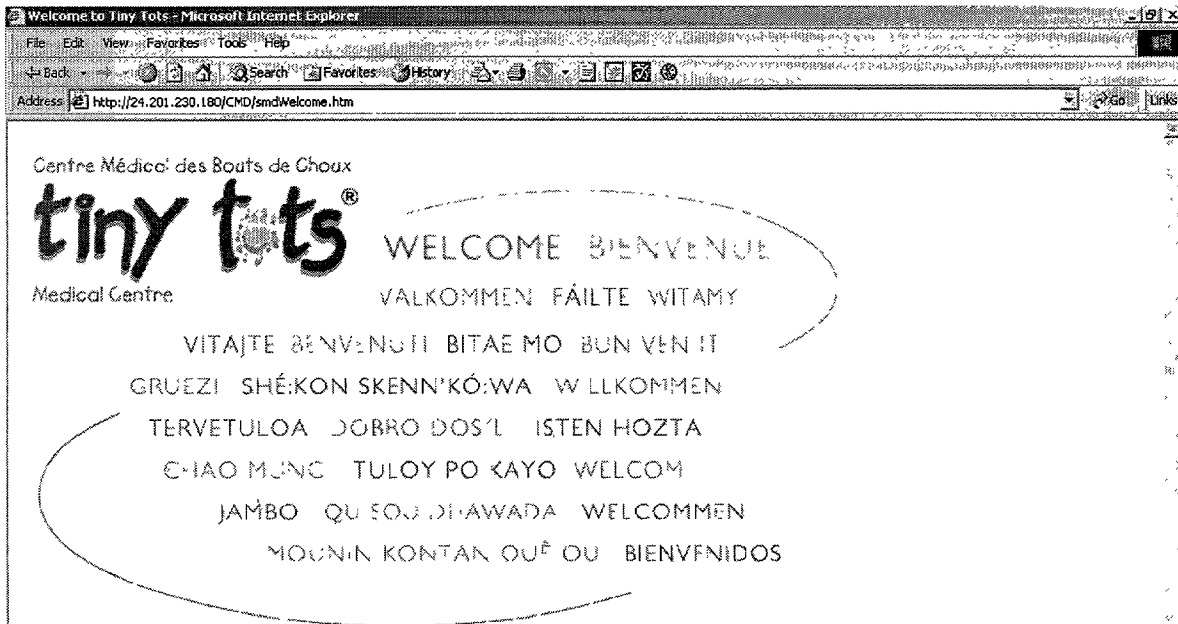 Welcome to Tiny Tots - Microsoft Internet Explorer
File Edit View Favorites Tools Help
Back Search Favorites History
Address http://24.201.230.180/CMD/smdWelcome.htm Go Links
Centre Médical des Bouts de Choux
tiny tots®
Medical Centre
WELCOME BIENVENUE
VALKOMMEN FÁILTE WITAMY
VITAJTE BENVENUTI BITAE MO BUN VEN IT
GRUEZI SHÉ:KON SKENN'KÓ:WA WILLKOMMEN
TERVETULOA DOBRO ISTEN HOZTA
CHAO TULOY PO KAYO WELCOM
JAMBO WELCOMMEN
MOUNIN KONTAN OUÈ OU BIENVENIDOS